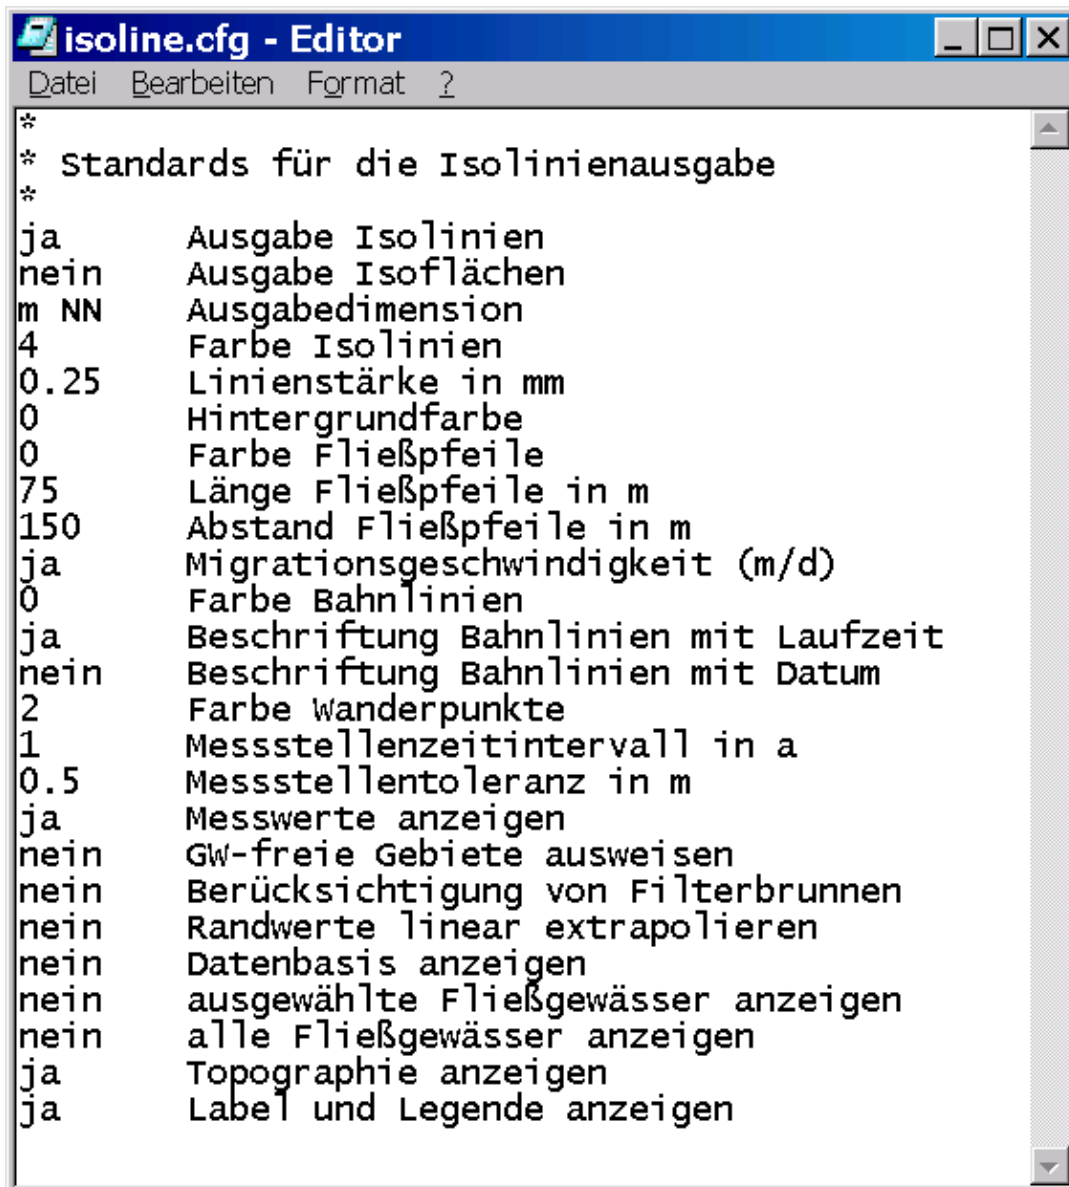 isoline.cfg - Editor
Datei Bearbeiten Format ?
*
* Standards für die Isolinienausgabe
*
ja Ausgabe Isolinien
nein Ausgabe Isoflächen
m NN Ausgabedimension
4 Farbe Isolinien
0.25 Linienstärke in mm
0 Hintergrundfarbe
0 Farbe Fließpfeile
75 Länge Fließpfeile in m
150 Abstand Fließpfeile in m
ja Migrationsgeschwindigkeit (m/d)
0 Farbe Bahnlinien
ja Beschriftung Bahnlinien mit Laufzeit
nein Beschriftung Bahnlinien mit Datum
2 Farbe Wanderpunkte
1 Messstellenzeitintervall in a
0.5 Messstellentoleranz in m
ja Messwerte anzeigen
nein GW-freie Gebiete ausweisen
nein Berücksichtigung von Filterbrunnen
nein Randwerte linear extrapolieren
nein Datenbasis anzeigen
nein ausgewählte Fließgewässer anzeigen
nein alle Fließgewässer anzeigen
ja Topographie anzeigen
ja Label und Legende anzeigen